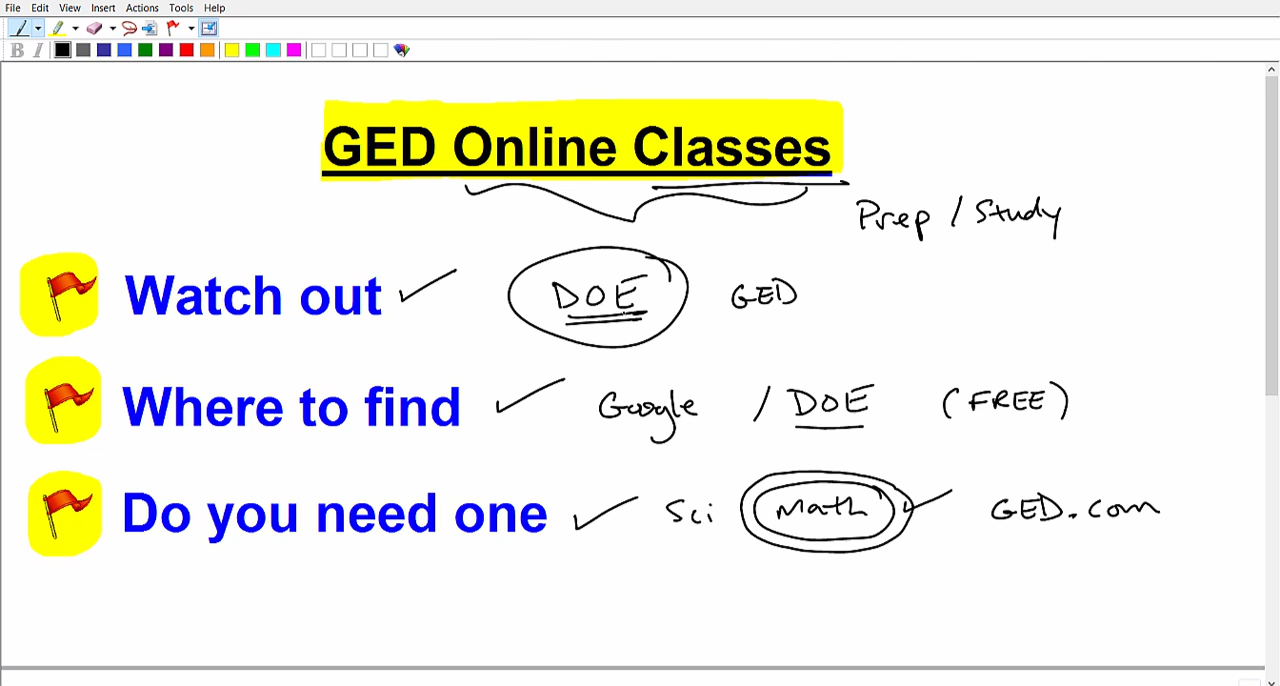 File Edit View Insert Actions Tools Help
B I
GED Online Classes
Prep / Study
Watch out DOE GED
Where to find Google / DOE (FREE)
Do you need one Sci Math GED.com